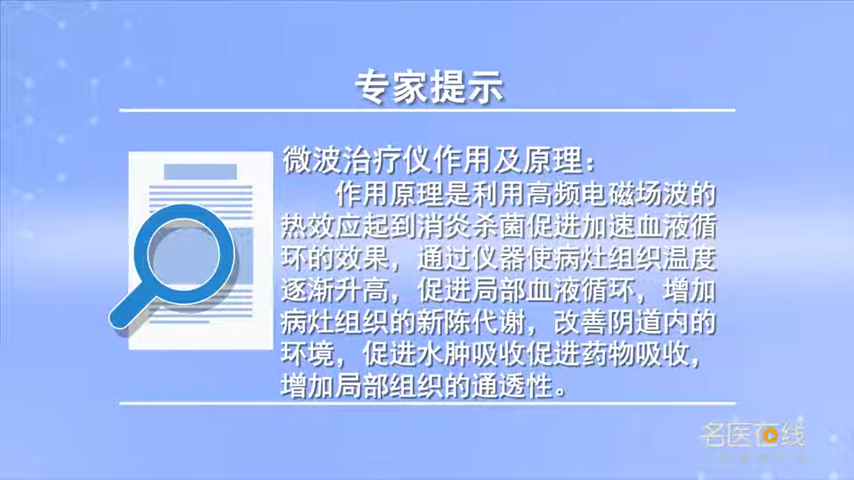 专家提示
微波治疗仪作用及原理：
作用原理是利用高频电磁场波的
热效应起到消炎杀菌促进加速血液循
环的效果，通过仪器使病灶组织温度
逐渐升高，促进局部血液循环，增加
病灶组织的新陈代谢，改善阴道内的
环境，促进水肿吸收促进药物吸收，
增加局部组织的通透性。
名医在线